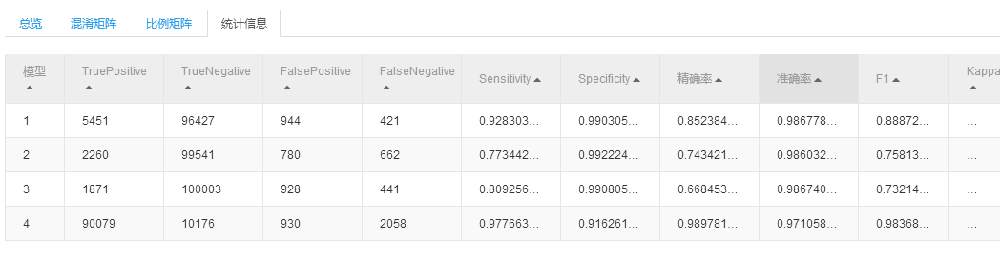 总览 混淆矩阵 比例矩阵 统计信息
模型 TruePositive TrueNegative FalsePositive FalseNegative Sensitivity Specificity 精确率 准确率 F1 Kappa
1 5451 96427 944 421 0.928303... 0.990305... 0.852384... 0.986778... 0.88872... ...
2 2260 99541 780 662 0.773442... 0.992224... 0.743421... 0.986032... 0.75813... ...
3 1871 100003 928 441 0.809256... 0.990805... 0.668453... 0.986740... 0.73214... ...
4 90079 10176 930 2058 0.977663... 0.916261... 0.989781... 0.971058... 0.98368... ...